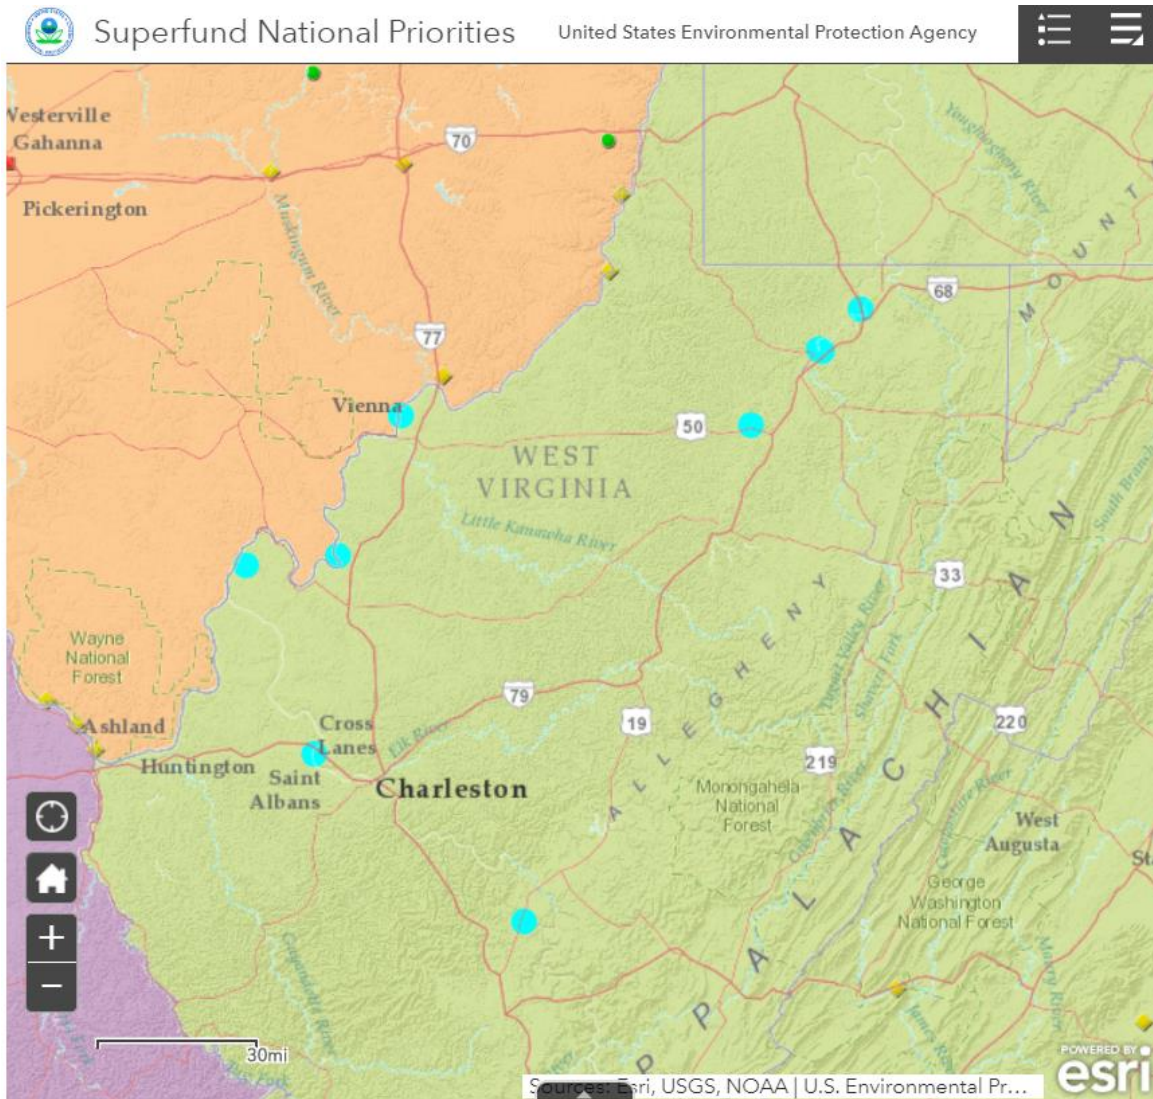 Superfund National Priorities
United States Environmental Protection Agency
Westerville
Gahanna
70
Youghiogheny River
Pickerington
Muskingum River
MOUNT
68
77
Vienna
50
WEST
VIRGINIA
South Branch
Little Kanawha River
33
Wayne
National
Forest
ALLEGHENY
Tygart Valley River
Shavers Fork
79
19
220
Ashland
Cross
Lanes
Elk River
219
Huntington
Saint
Albans
Charleston
Monongahela
National
Forest
Greenbrier River
Cowpasture River
West
Augusta
George
Washington
National Forest
APPALACHIAN
Guyandott River
Maury River
James River
30mi
Sources: Esri, USGS, NOAA | U.S. Environmental Pr...
POWERED BY
esri